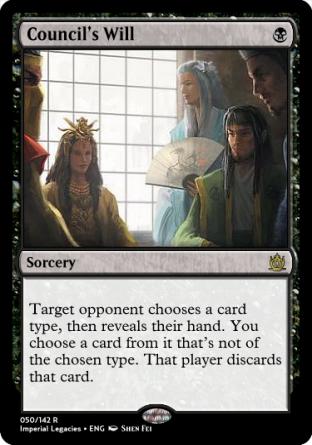 Council's Will
Sorcery
Target opponent chooses a card
type, then reveals their hand. You
choose a card from it that's not of
the chosen type. That player discards
that card.
050/142 R
Imperial Legacies • ENG Shen Fei